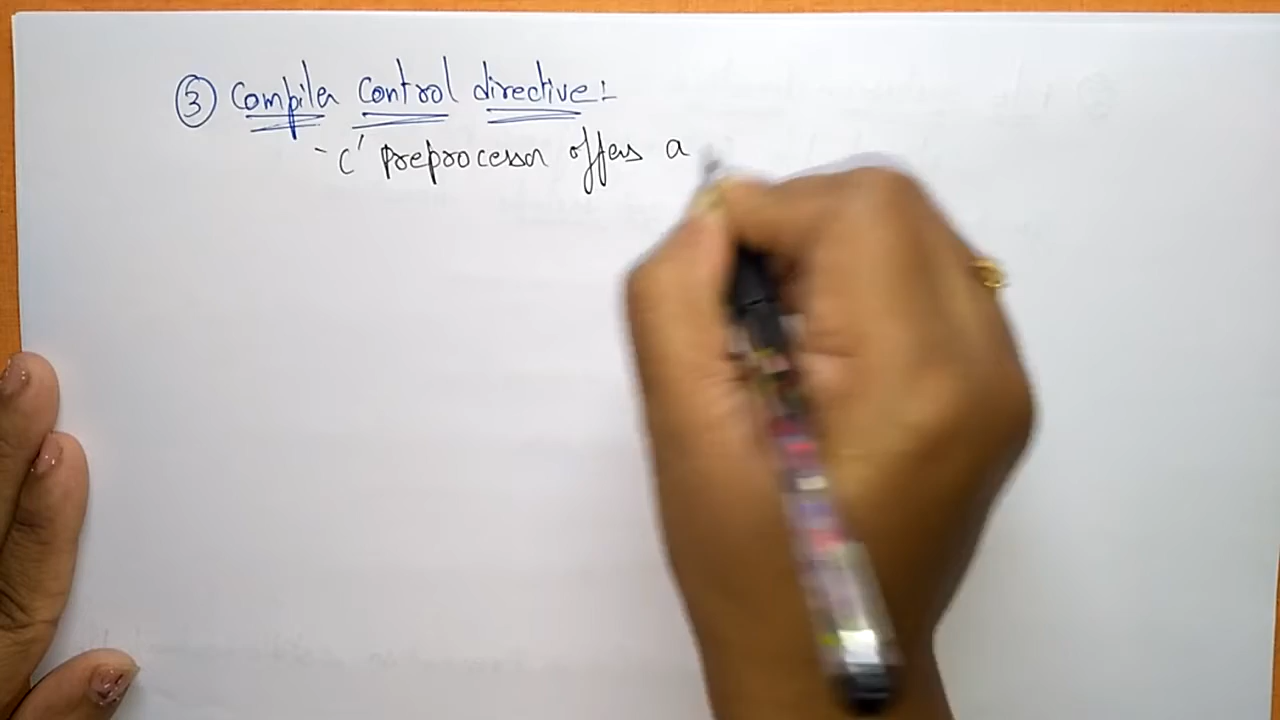 ③ Compiler Control directive:
'C' preprocessor offers a